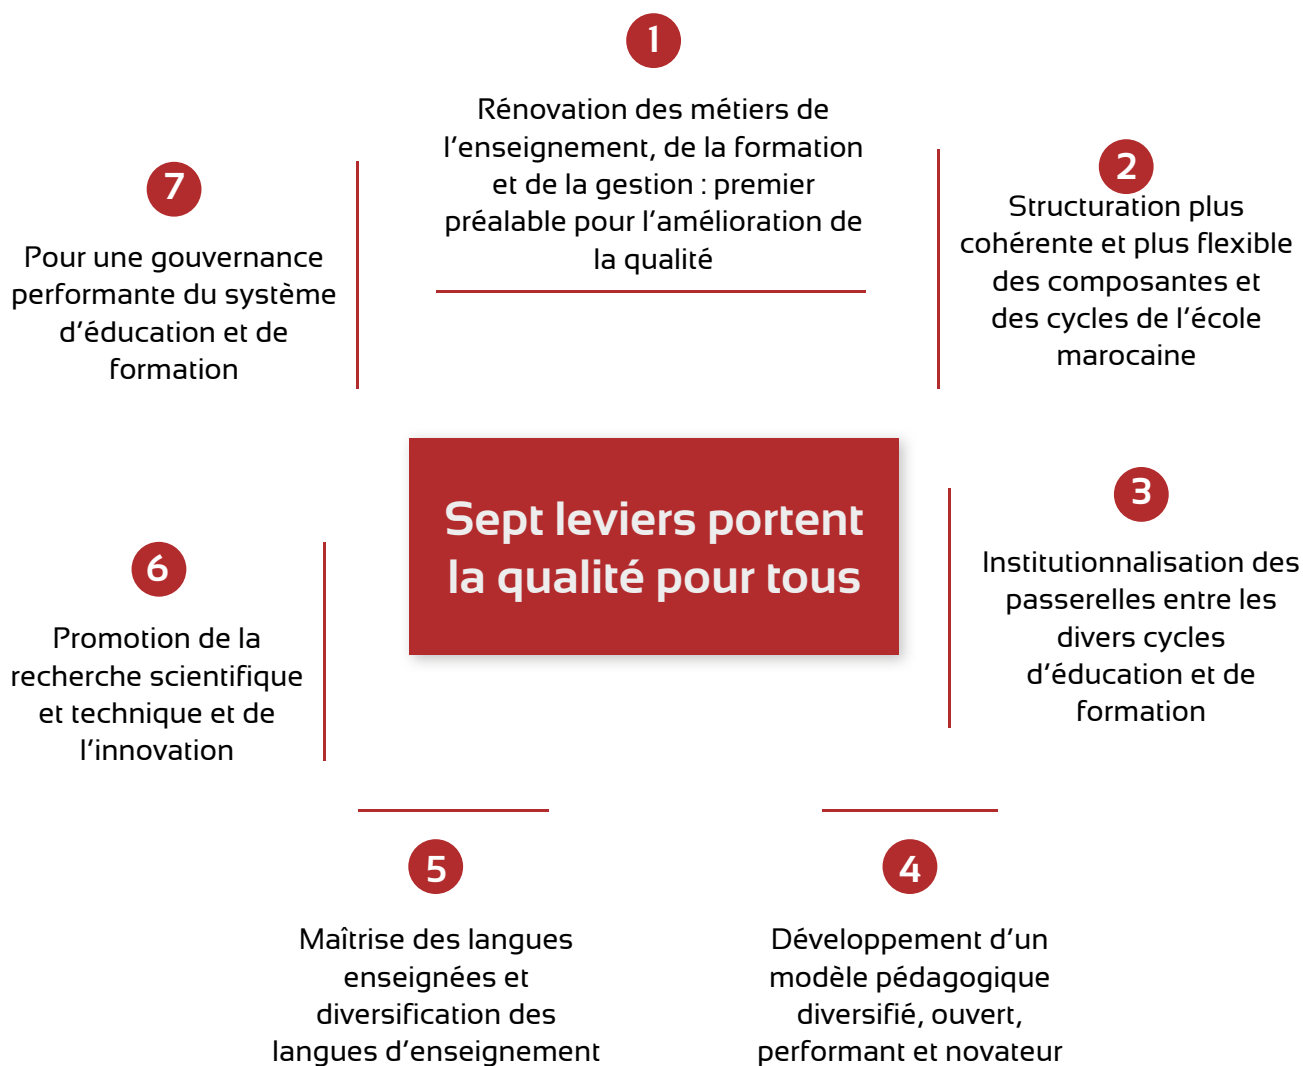 1
Rénovation des métiers de
l'enseignement, de la formation
et de la gestion : premier
préalable pour l'amélioration de
la qualité
2
Structuration plus
cohérente et plus flexible
des composantes et
des cycles de l'école
marocaine
3
Institutionnalisation des
passerelles entre les
divers cycles
d'éducation et de
formation
4
Développement d'un
modèle pédagogique
diversifié, ouvert,
performant et novateur
5
Maîtrise des langues
enseignées et
diversification des
langues d'enseignement
6
Promotion de la
recherche scientifique
et technique et de
l'innovation
7
Pour une gouvernance
performante du système
d'éducation et de
formation
Sept leviers portent
la qualité pour tous